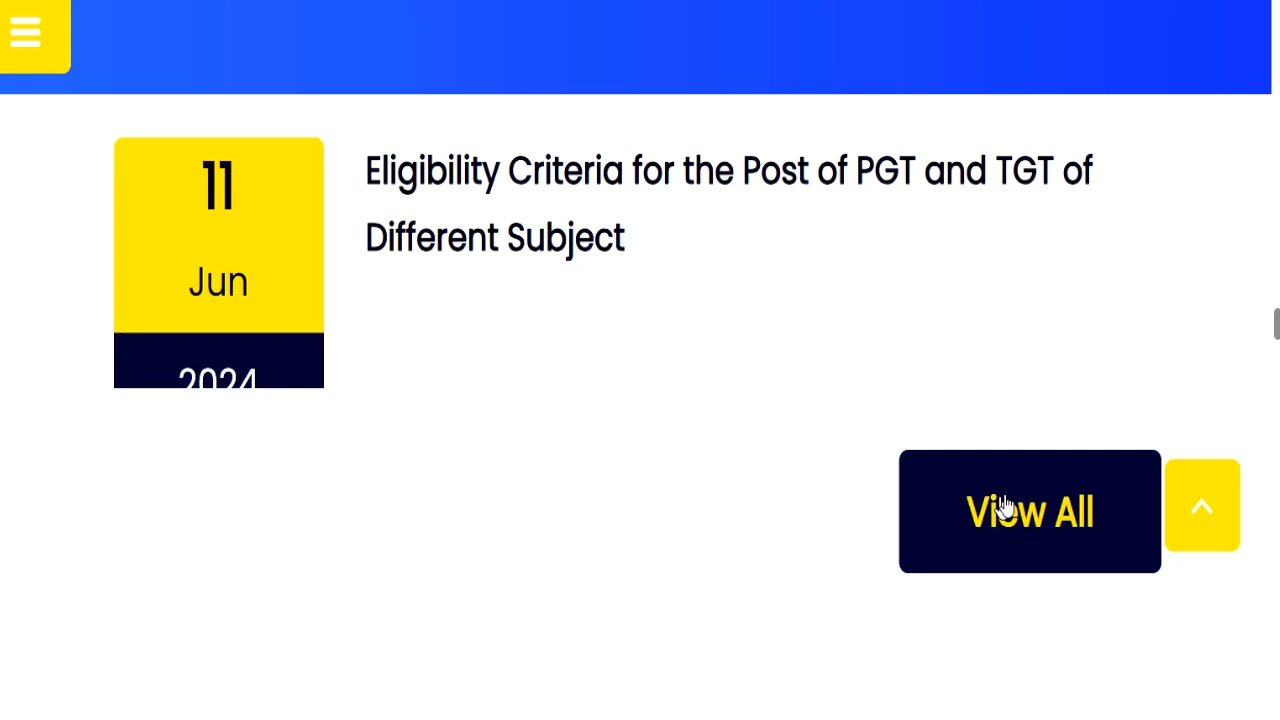 11
Jun
2024
Eligibility Criteria for the Post of PGT and TGT of
Different Subject
View All